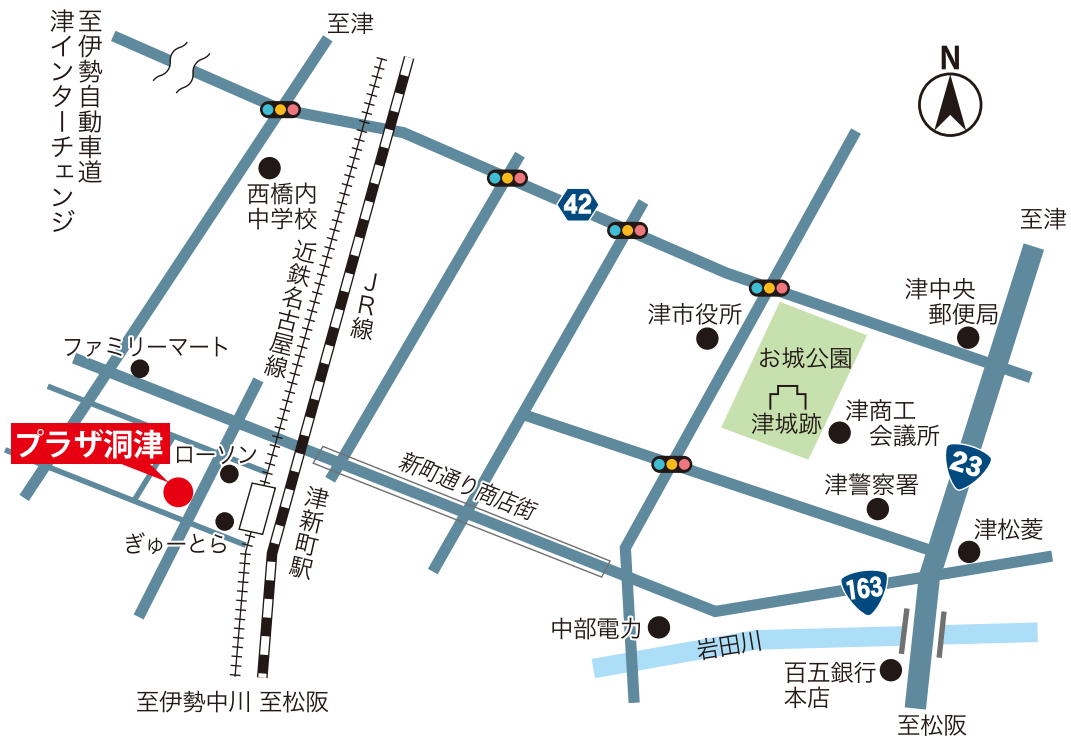 至伊勢自動車道
津インターチェンジ
至津
N
西橋内
中学校
42
至津
近鉄名古屋線
JR線
津市役所
津中央
郵便局
ファミリーマート
お城公園
津城跡
津商工
会議所
プラザ洞津
ローソン
新町通り商店街
23
津警察署
津新町駅
ぎゅーとら
津松菱
163
中部電力
岩田川
百五銀行
本店
至伊勢中川
至松阪
至松阪